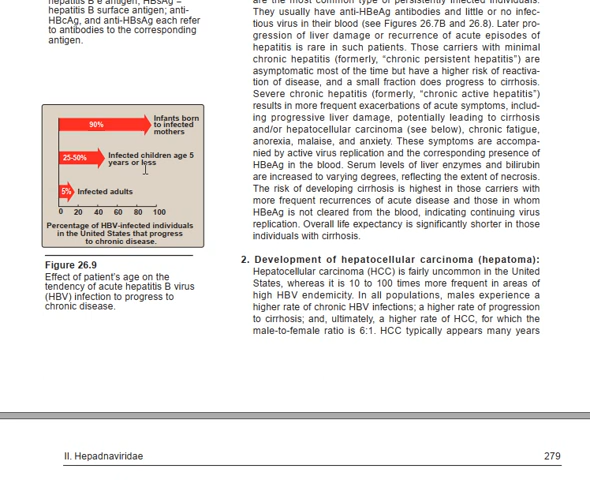 hepatitis B e antigen; HBsAg =
hepatitis B surface antigen; anti-
HBcAg, and anti-HBsAg each refer
to antibodies to the corresponding
antigen.
90%
Infants born
to infected
mothers
25-50%
Infected children age 5
years or less
5%
Infected adults
0 20 40 60 80 100
Percentage of HBV-infected individuals
in the United States that progress
to chronic disease.
Figure 26.9
Effect of patient's age on the
tendency of acute hepatitis B virus
(HBV) infection to progress to
chronic disease.
are the most common type of persistently infected individuals.
They usually have anti-HBeAg antibodies and little or no infec-
tious virus in their blood (see Figures 26.7B and 26.8). Later pro-
gression of liver damage or recurrence of acute episodes of
hepatitis is rare in such patients. Those carriers with minimal
chronic hepatitis (formerly, “chronic persistent hepatitis”) are
asymptomatic most of the time but have a higher risk of reactiva-
tion of disease, and a small fraction does progress to cirrhosis.
Severe chronic hepatitis (formerly, “chronic active hepatitis”)
results in more frequent exacerbations of acute symptoms, includ-
ing progressive liver damage, potentially leading to cirrhosis
and/or hepatocellular carcinoma (see below), chronic fatigue,
anorexia, malaise, and anxiety. These symptoms are accompa-
nied by active virus replication and the corresponding presence of
HBeAg in the blood. Serum levels of liver enzymes and bilirubin
are increased to varying degrees, reflecting the extent of necrosis.
The risk of developing cirrhosis is highest in those carriers with
more frequent recurrences of acute disease and those in whom
HBeAg is not cleared from the blood, indicating continuing virus
replication. Overall life expectancy is significantly shorter in those
individuals with cirrhosis.
2. Development of hepatocellular carcinoma (hepatoma):
Hepatocellular carcinoma (HCC) is fairly uncommon in the United
States, whereas it is 10 to 100 times more frequent in areas of
high HBV endemicity. In all populations, males experience a
higher rate of chronic HBV infections; a higher rate of progression
to cirrhosis; and, ultimately, a higher rate of HCC, for which the
male-to-female ratio is 6:1. HCC typically appears many years
II. Hepadnaviridae
279